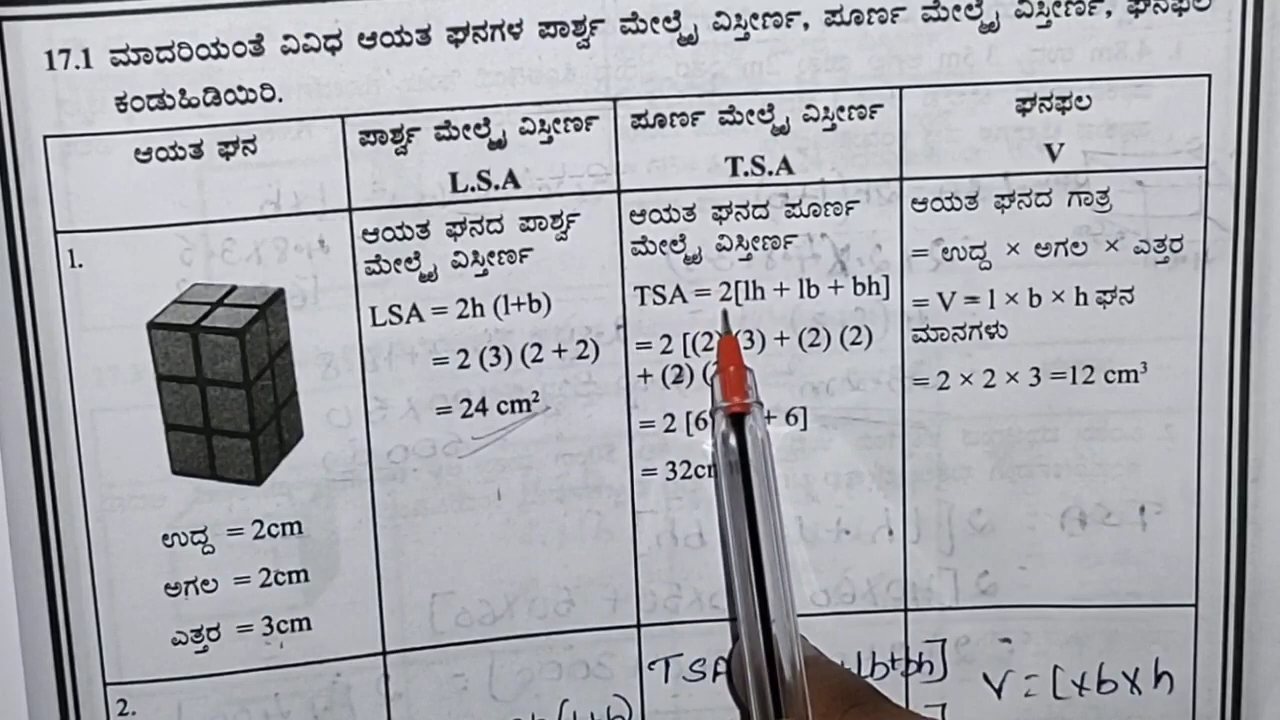 17.1 ಮಾದರಿಯಂತೆ ವಿವಿಧ ಆಯತ ಘನಗಳ ಪಾರ್ಶ್ವ ಮೇಲ್ಮೈ ವಿಸ್ತೀರ್ಣ, ಪೂರ್ಣ ಮೇಲ್ಮೈ ವಿಸ್ತೀರ್ಣ, ಘನಫಲ
ಕಂಡುಹಿಡಿಯಿರಿ.
ಆಯತ ಘನ
ಪಾರ್ಶ್ವ ಮೇಲ್ಮೈ ವಿಸ್ತೀರ್ಣ
L.S.A
ಪೂರ್ಣ ಮೇಲ್ಮೈ ವಿಸ್ತೀರ್ಣ
T.S.A
ಘನಫಲ
V
1.
ಉದ್ದ = 2cm
ಅಗಲ = 2cm
ಎತ್ತರ = 3cm
ಆಯತ ಘನದ ಪಾರ್ಶ್ವ
ಮೇಲ್ಮೈ ವಿಸ್ತೀರ್ಣ
LSA = 2h (l+b)
= 2 (3) (2 + 2)
= 24 cm²
ಆಯತ ಘನದ ಪೂರ್ಣ
ಮೇಲ್ಮೈ ವಿಸ್ತೀರ್ಣ
TSA = 2[lh + lb + bh]
= 2 [(2) (3) + (2) (2)
+ (2)
= 2 [6 + 6]
= 32
ಆಯತ ಘನದ ಗಾತ್ರ
= ಉದ್ದ × ಅಗಲ × ಎತ್ತರ
= V = l × b × h ಘನ
ಮಾನಗಳು
= 2 × 2 × 3 =12 cm³
2.
TSA +lb+bh]
V = l×b×h